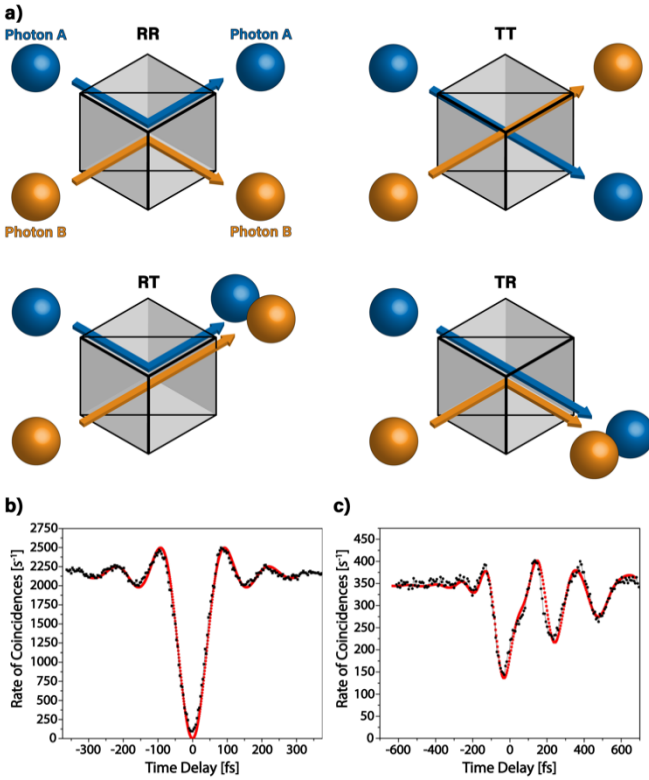 a)
Photon A RR Photon A TT
Photon B Photon B
RT TR
b) c)
2750
2500
2250
2000
1750
1500
1250
1000
750
500
250
0
Rate of Coincidences [s⁻¹]
-300 -200 -100 0 100 200 300
Time Delay [fs]
450
400
350
300
250
200
150
100
50
0
Rate of Coincidences [s⁻¹]
-600 -400 -200 0 200 400 600
Time Delay [fs]